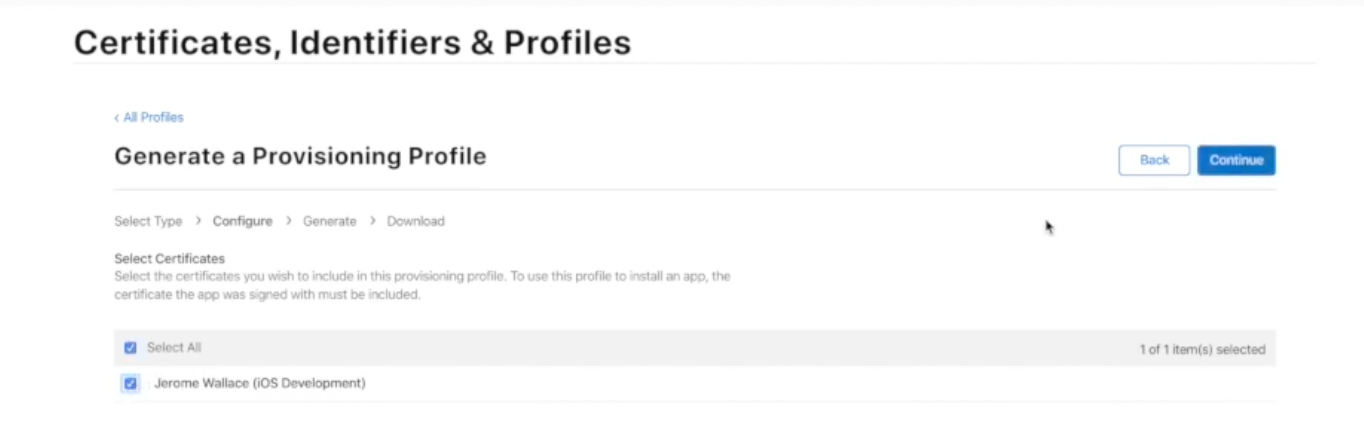 Certificates, Identifiers & Profiles
‹ All Profiles
Generate a Provisioning Profile
Back
Continue
Select Type > Configure > Generate > Download
Select Certificates
Select the certificates you wish to include in this provisioning profile. To use this profile to install an app, the
certificate the app was signed with must be included.
Select All
1 of 1 item(s) selected
Jerome Wallace (iOS Development)